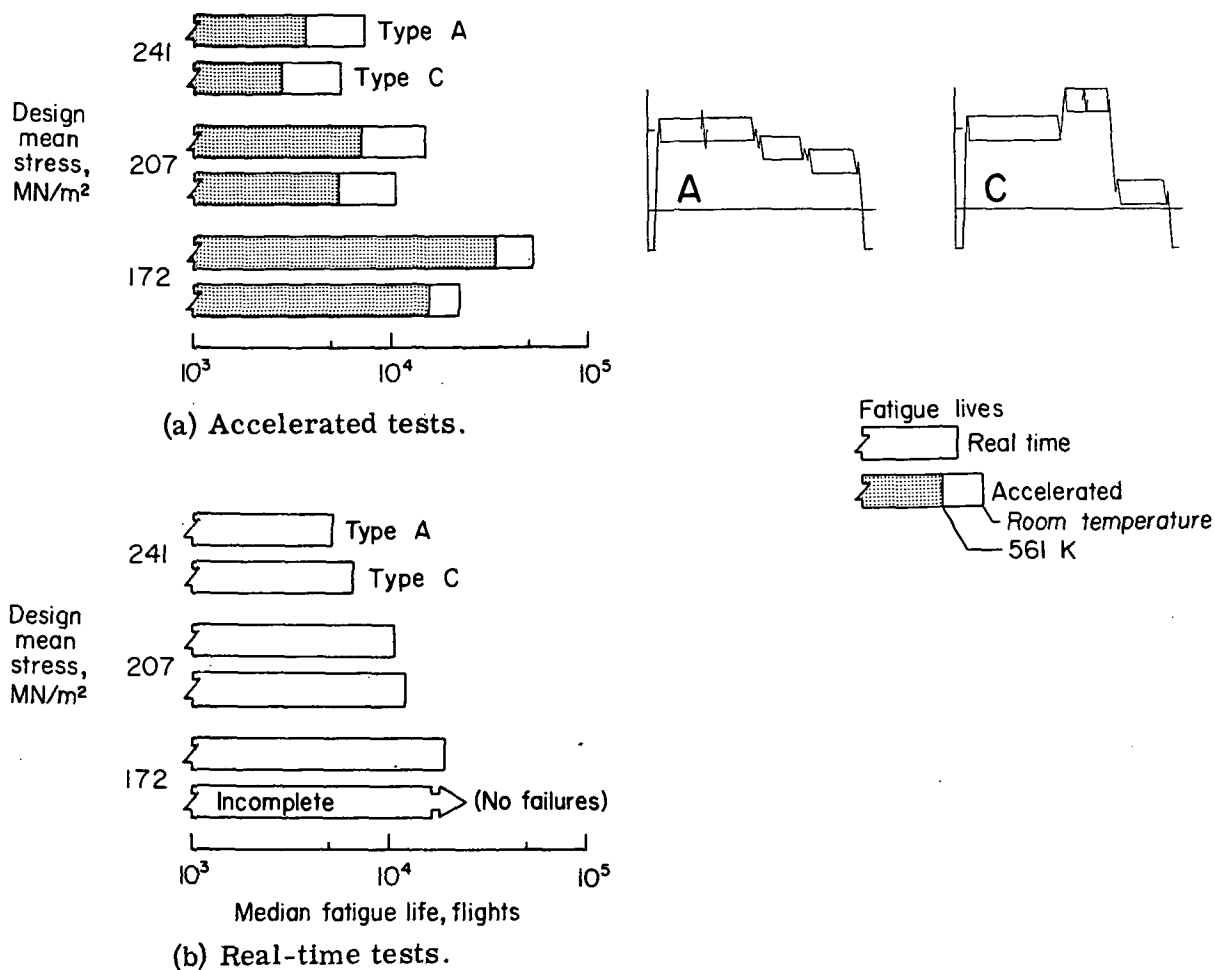 241
Type A
Type C
Design
mean
stress,
MN/m²
207
172
10³
10⁴
10⁵
(a) Accelerated tests.
A
C
Fatigue lives
Real time
Accelerated
Room temperature
561 K
241
Type A
Type C
Design
mean
stress,
MN/m²
207
172
Incomplete
(No failures)
10³
10⁴
10⁵
Median fatigue life, flights
(b) Real-time tests.